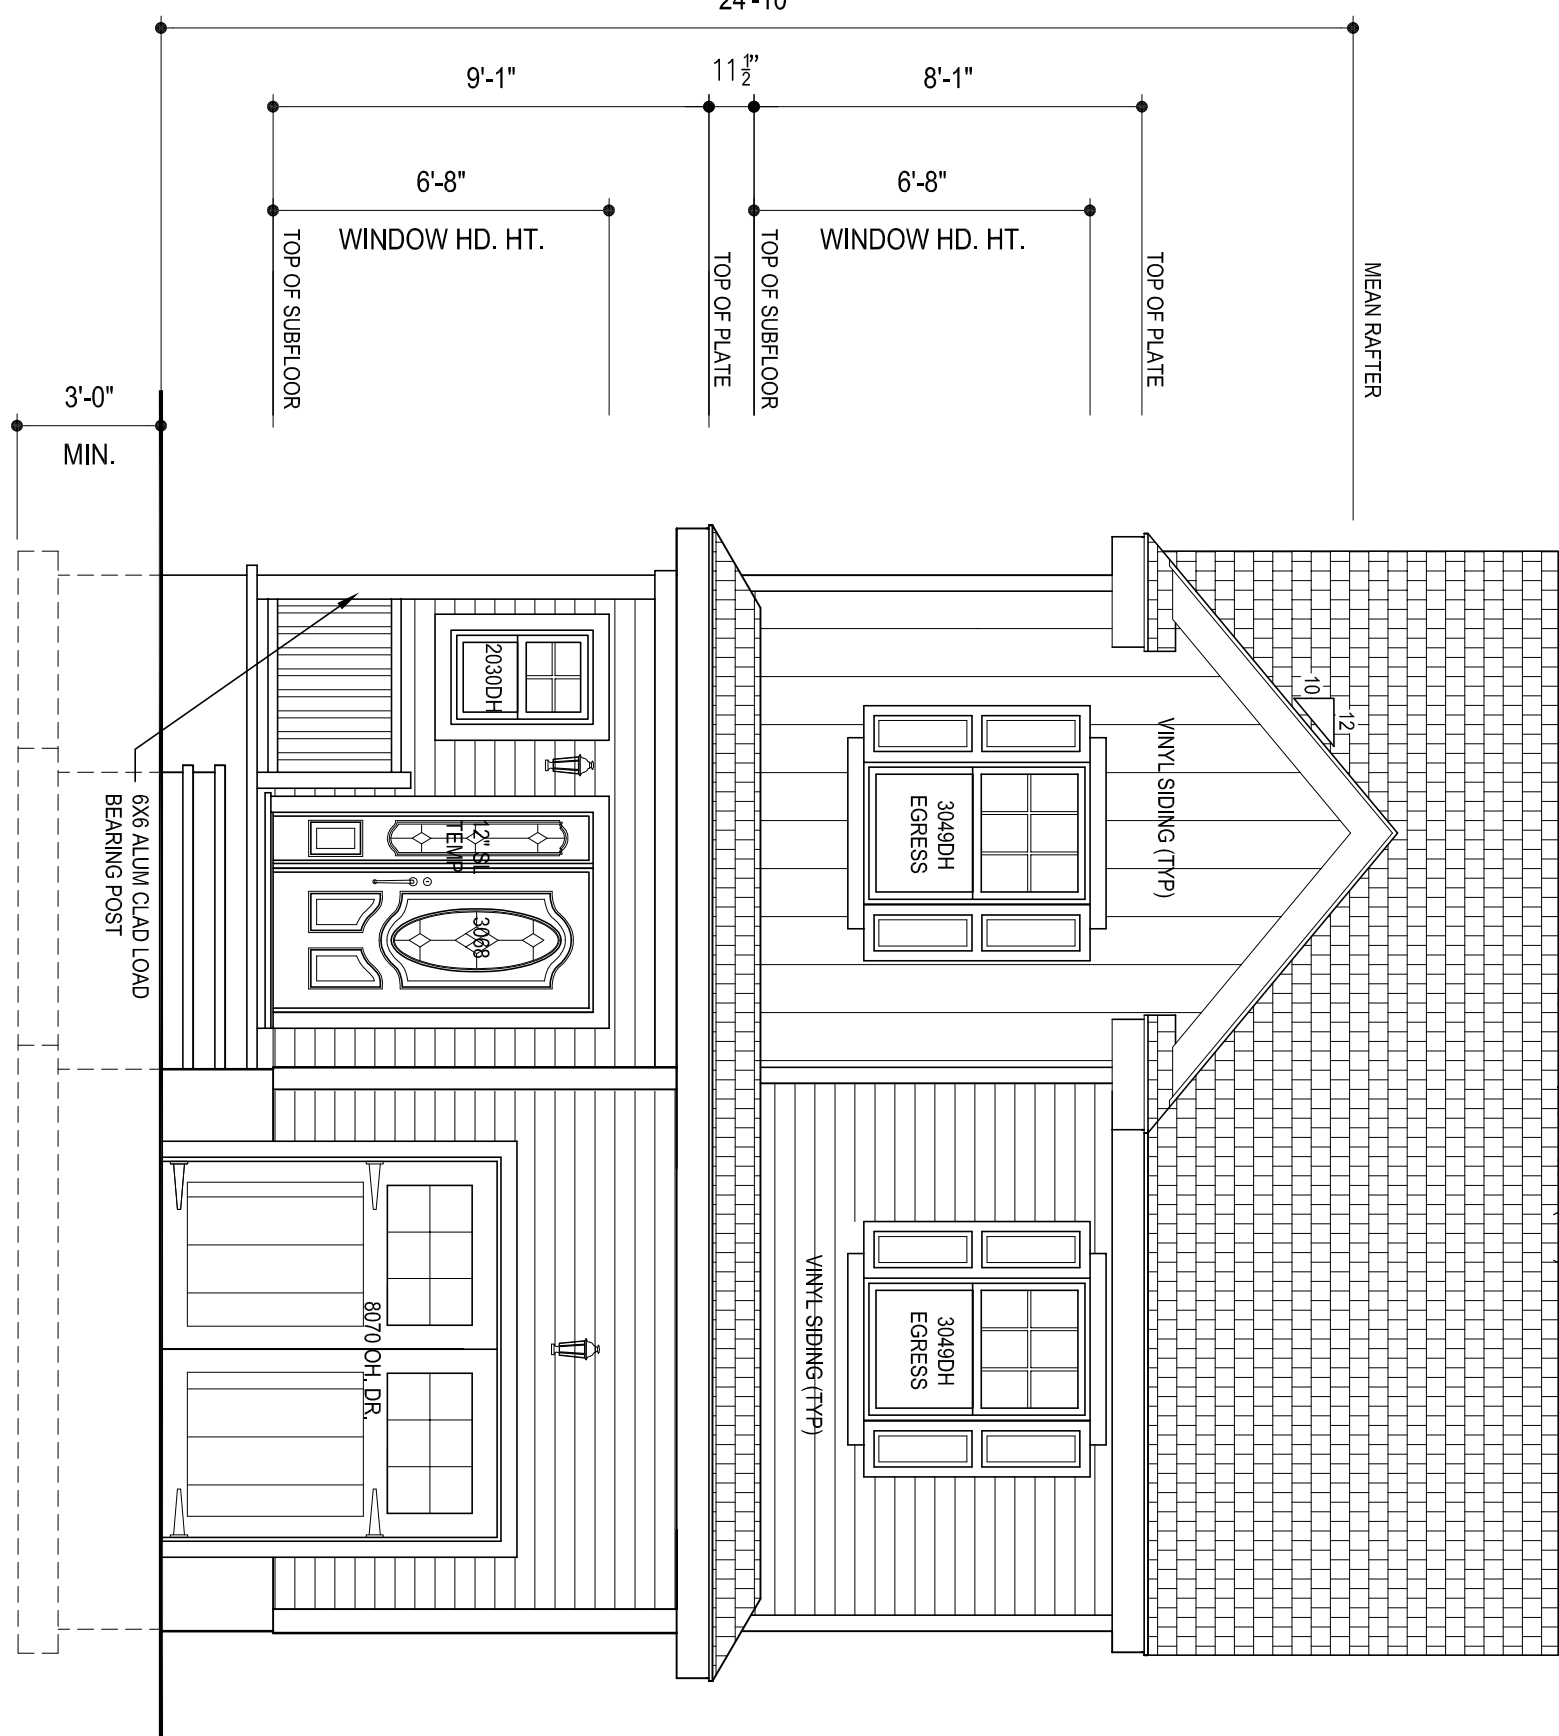 24'-10"
9'-1"
11 1/2"
8'-1"
6'-8"
6'-8"
WINDOW HD. HT.
WINDOW HD. HT.
TOP OF SUBFLOOR
TOP OF PLATE
TOP OF SUBFLOOR
TOP OF PLATE
MEAN RAFTER
3'-0"
MIN.
10
12
2030DH
VINYL SIDING (TYP)
3049DH
EGRESS
6X6 ALUM CLAD LOAD
BEARING POST
12" SL
TEMP
3068
VINYL SIDING (TYP)
3049DH
EGRESS
8070 OH. DR.